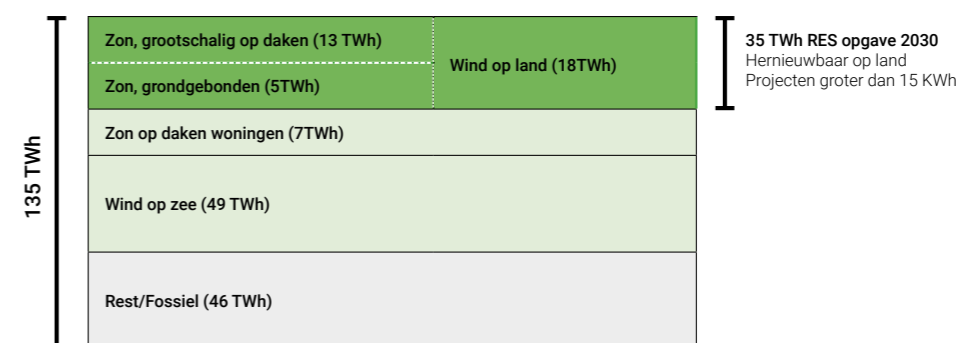 135 TWh
Zon, grootschalig op daken (13 TWh)
Zon, grondgebonden (5TWh)
Wind op land (18TWh)
Zon op daken woningen (7TWh)
Wind op zee (49 TWh)
Rest/Fossiel (46 TWh)
35 TWh RES opgave 2030
Hernieuwbaar op land
Projecten groter dan 15 KWh